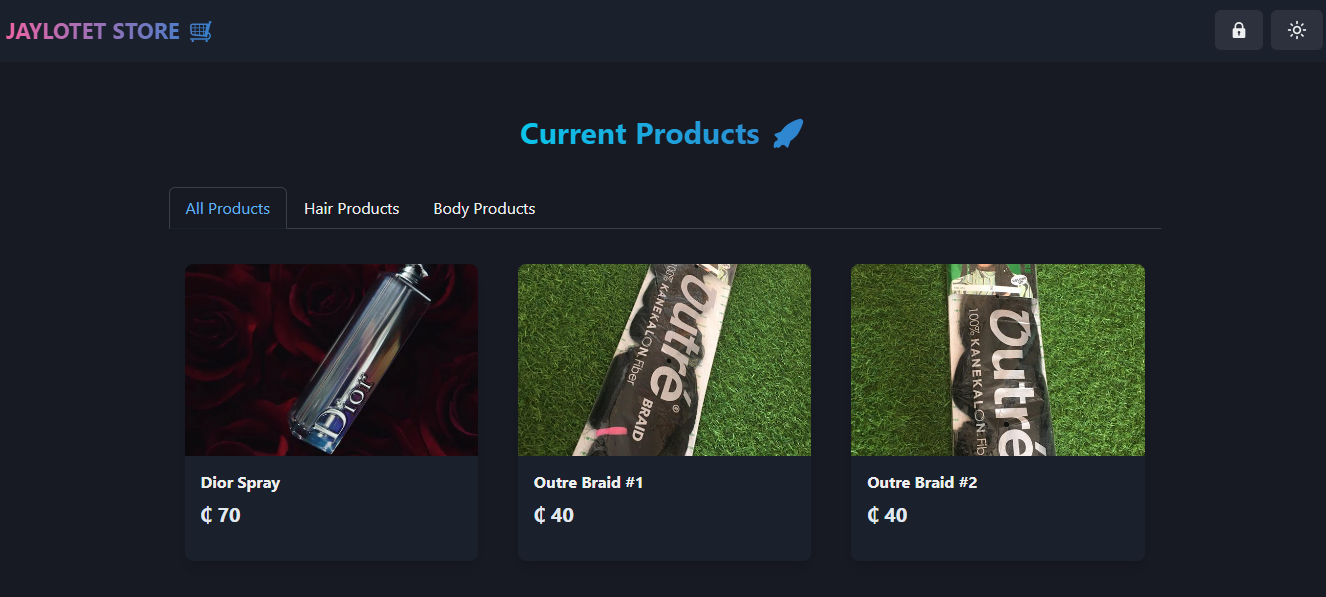 JAYLOTET STORE
Current Products
All Products
Hair Products
Body Products
Dior
100% KANEKALON Fiber
outré®
BRAID
100% KANEKALON Fib
outré
Dior Spray
₵ 70
Outre Braid #1
₵ 40
Outre Braid #2
₵ 40